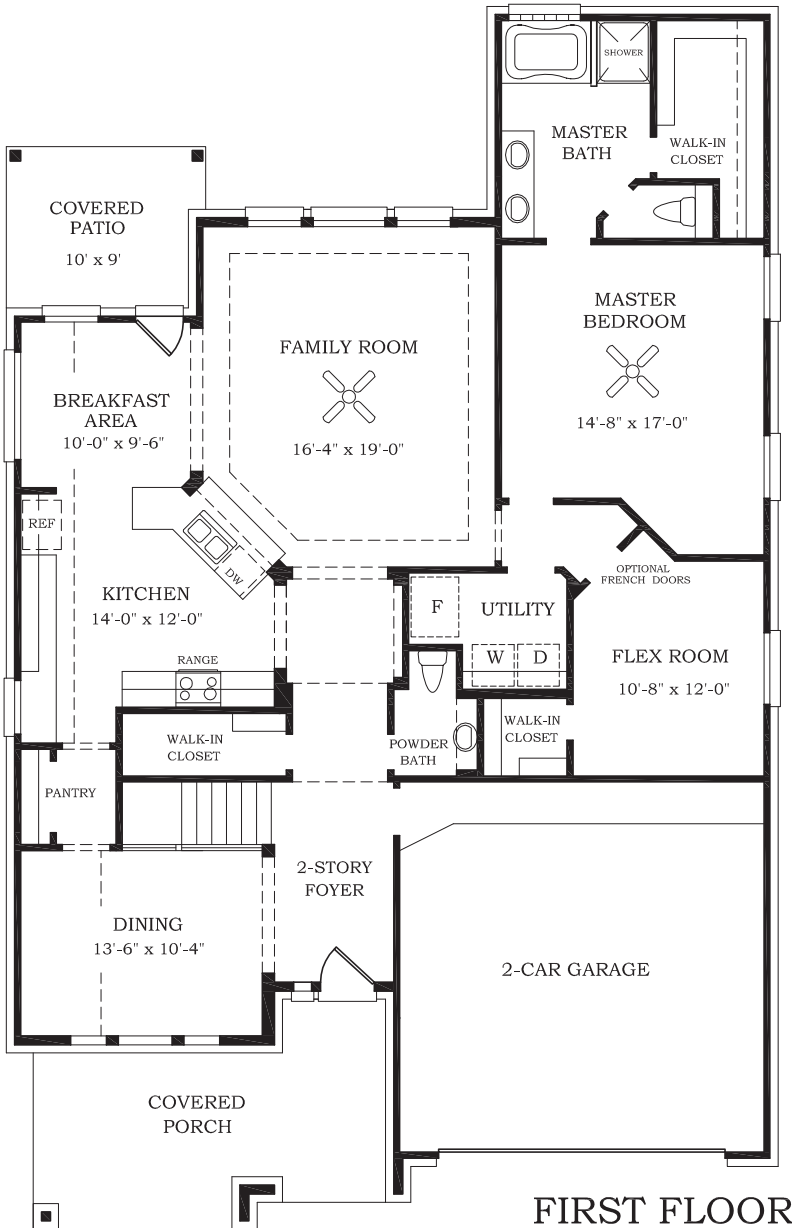 SHOWER
MASTER
BATH
WALK-IN
CLOSET
COVERED
PATIO
10' x 9'
MASTER
BEDROOM
14'-8" x 17'-0"
FAMILY ROOM
16'-4" x 19'-0"
BREAKFAST
AREA
10'-0" x 9'-6"
REF
DW
KITCHEN
14'-0" x 12'-0"
OPTIONAL
FRENCH DOORS
F
UTILITY
W
D
FLEX ROOM
10'-8" x 12'-0"
RANGE
WALK-IN
CLOSET
POWDER
BATH
WALK-IN
CLOSET
PANTRY
2-STORY
FOYER
DINING
13'-6" x 10'-4"
2-CAR GARAGE
COVERED
PORCH
FIRST FLOOR